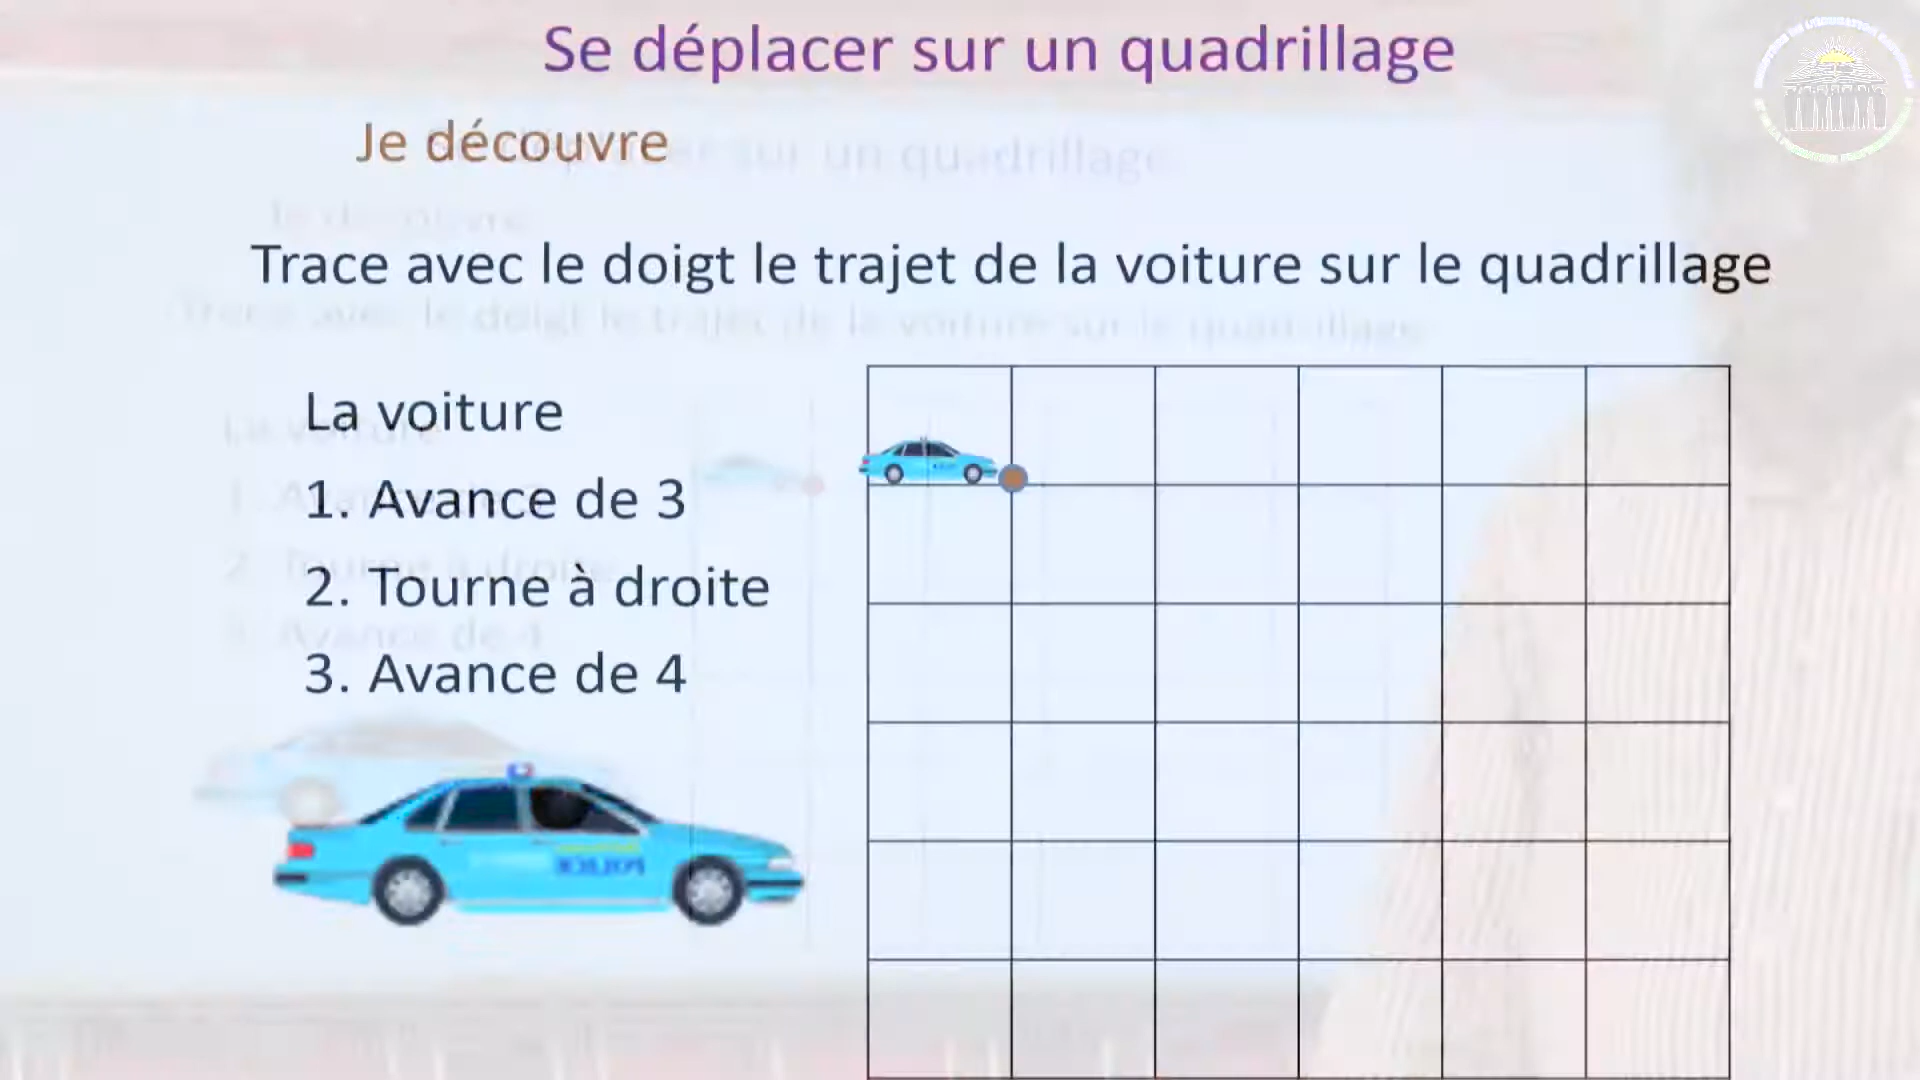 Se déplacer sur un quadrillage
Je découvre
Trace avec le doigt le trajet de la voiture sur le quadrillage
La voiture
1. Avance de 3
2. Tourne à droite
3. Avance de 4